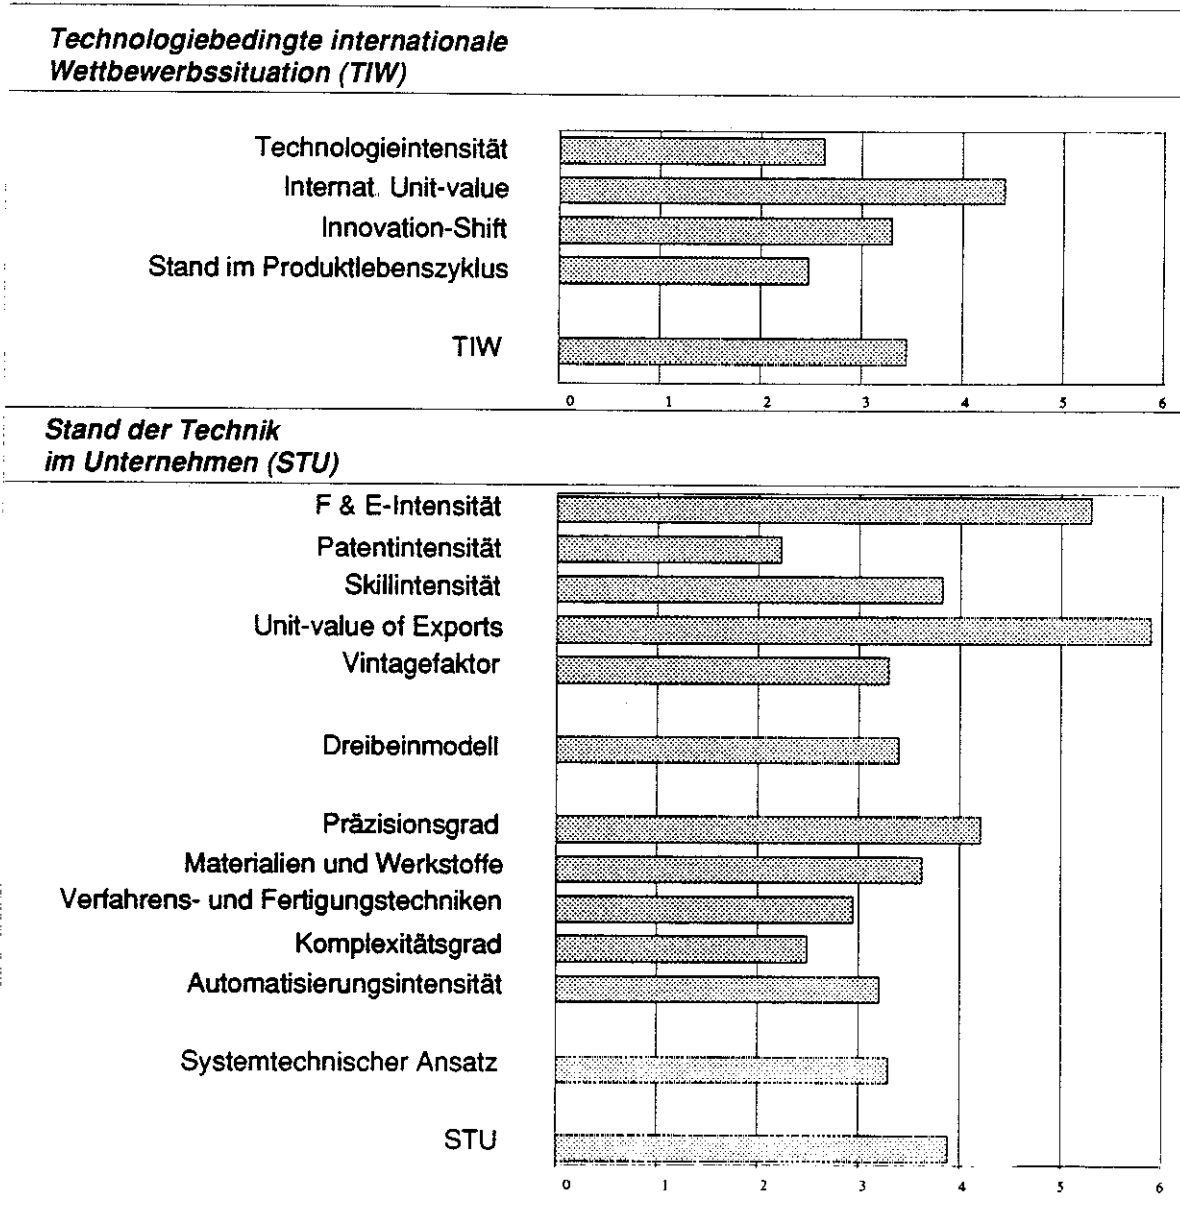 Technologiebedingte internationale
Wettbewerbssituation (TIW)
Technologieintensität
Internat. Unit-value
Innovation-Shift
Stand im Produktlebenszyklus
TIW
0 1 2 3 4 5 6
Stand der Technik
im Unternehmen (STU)
F & E-Intensität
Patentintensität
Skillintensität
Unit-value of Exports
Vintagefaktor
Dreibeinmodell
Präzisionsgrad
Materialien und Werkstoffe
Verfahrens- und Fertigungstechniken
Komplexitätsgrad
Automatisierungsintensität
Systemtechnischer Ansatz
STU
0 1 2 3 4 5 6